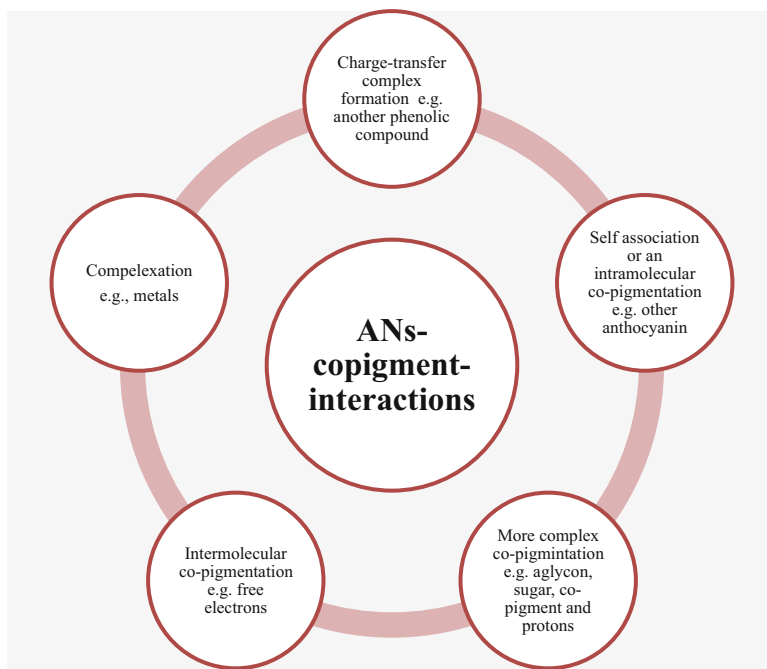 Charge-transfer
complex
formation e.g.
another phenolic
compound
Self association
or an
intramolecular
co-pigmentation
e.g. other
anthocyanin
More complex
co-pigmintation
e.g. aglycon,
sugar, co-
pigment and
protons
Intermolecular
co-pigmentation
e.g. free
electrons
Compelexation
e.g., metals
ANs-
copigment-
interactions